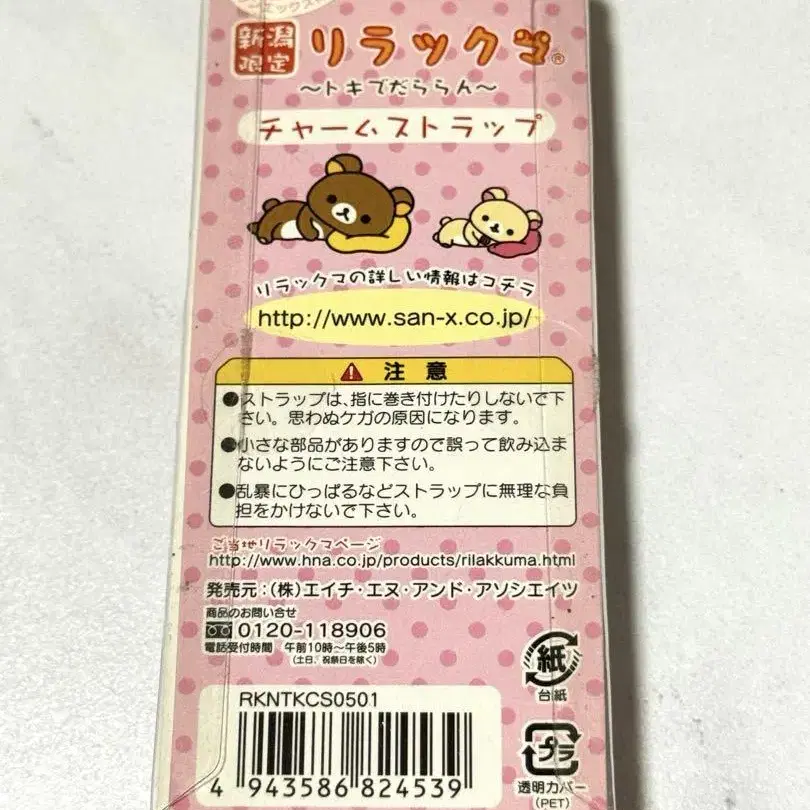 新潟
限定
リラックマ®
〜トキでだららん〜
チャームストラップ
リラックマの詳しい情報はコチラ
http://www.san-x.co.jp/
注意
●ストラップは、指に巻き付けたりしないで下
さい。思わぬケガの原因になります。
●小さな部品がありますので誤って飲み込ま
ないようにご注意下さい。
●乱暴にひっぱるなどストラップに無理な負
担をかけないで下さい。
ご当地リラックマページ
http://www.hna.co.jp/products/rilakkuma.html
発売元:(株)エイチ・エヌ・アンド・アソシエイツ
商品のお問い合せ
0120-118906
電話受付時間 午前10時〜午後5時
(土日、祝祭日を除く)
紙
台紙
RKNTKCS0501
4 943586 824539
プラ
透明カバー
(PET)